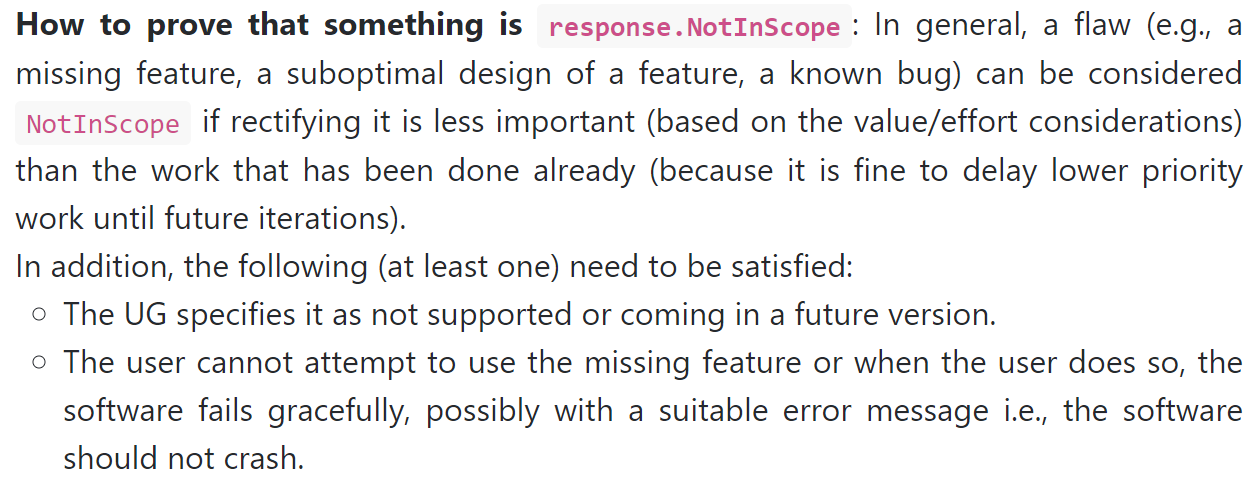 How to prove that something is response.NotInScope: In general, a flaw (e.g., a
missing feature, a suboptimal design of a feature, a known bug) can be considered
NotInScope if rectifying it is less important (based on the value/effort considerations)
than the work that has been done already (because it is fine to delay lower priority
work until future iterations).
In addition, the following (at least one) need to be satisfied:
○ The UG specifies it as not supported or coming in a future version.
○ The user cannot attempt to use the missing feature or when the user does so, the
software fails gracefully, possibly with a suitable error message i.e., the software
should not crash.